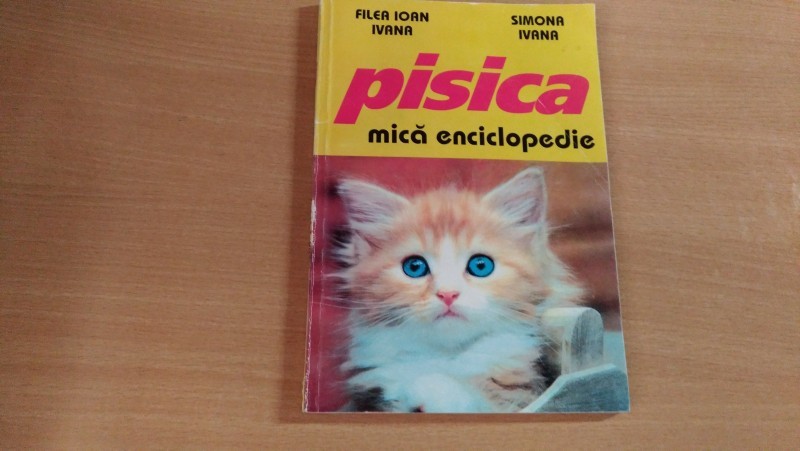 FILEA IOAN
IVANA
SIMONA
IVANA
pisica
mică enciclopedie